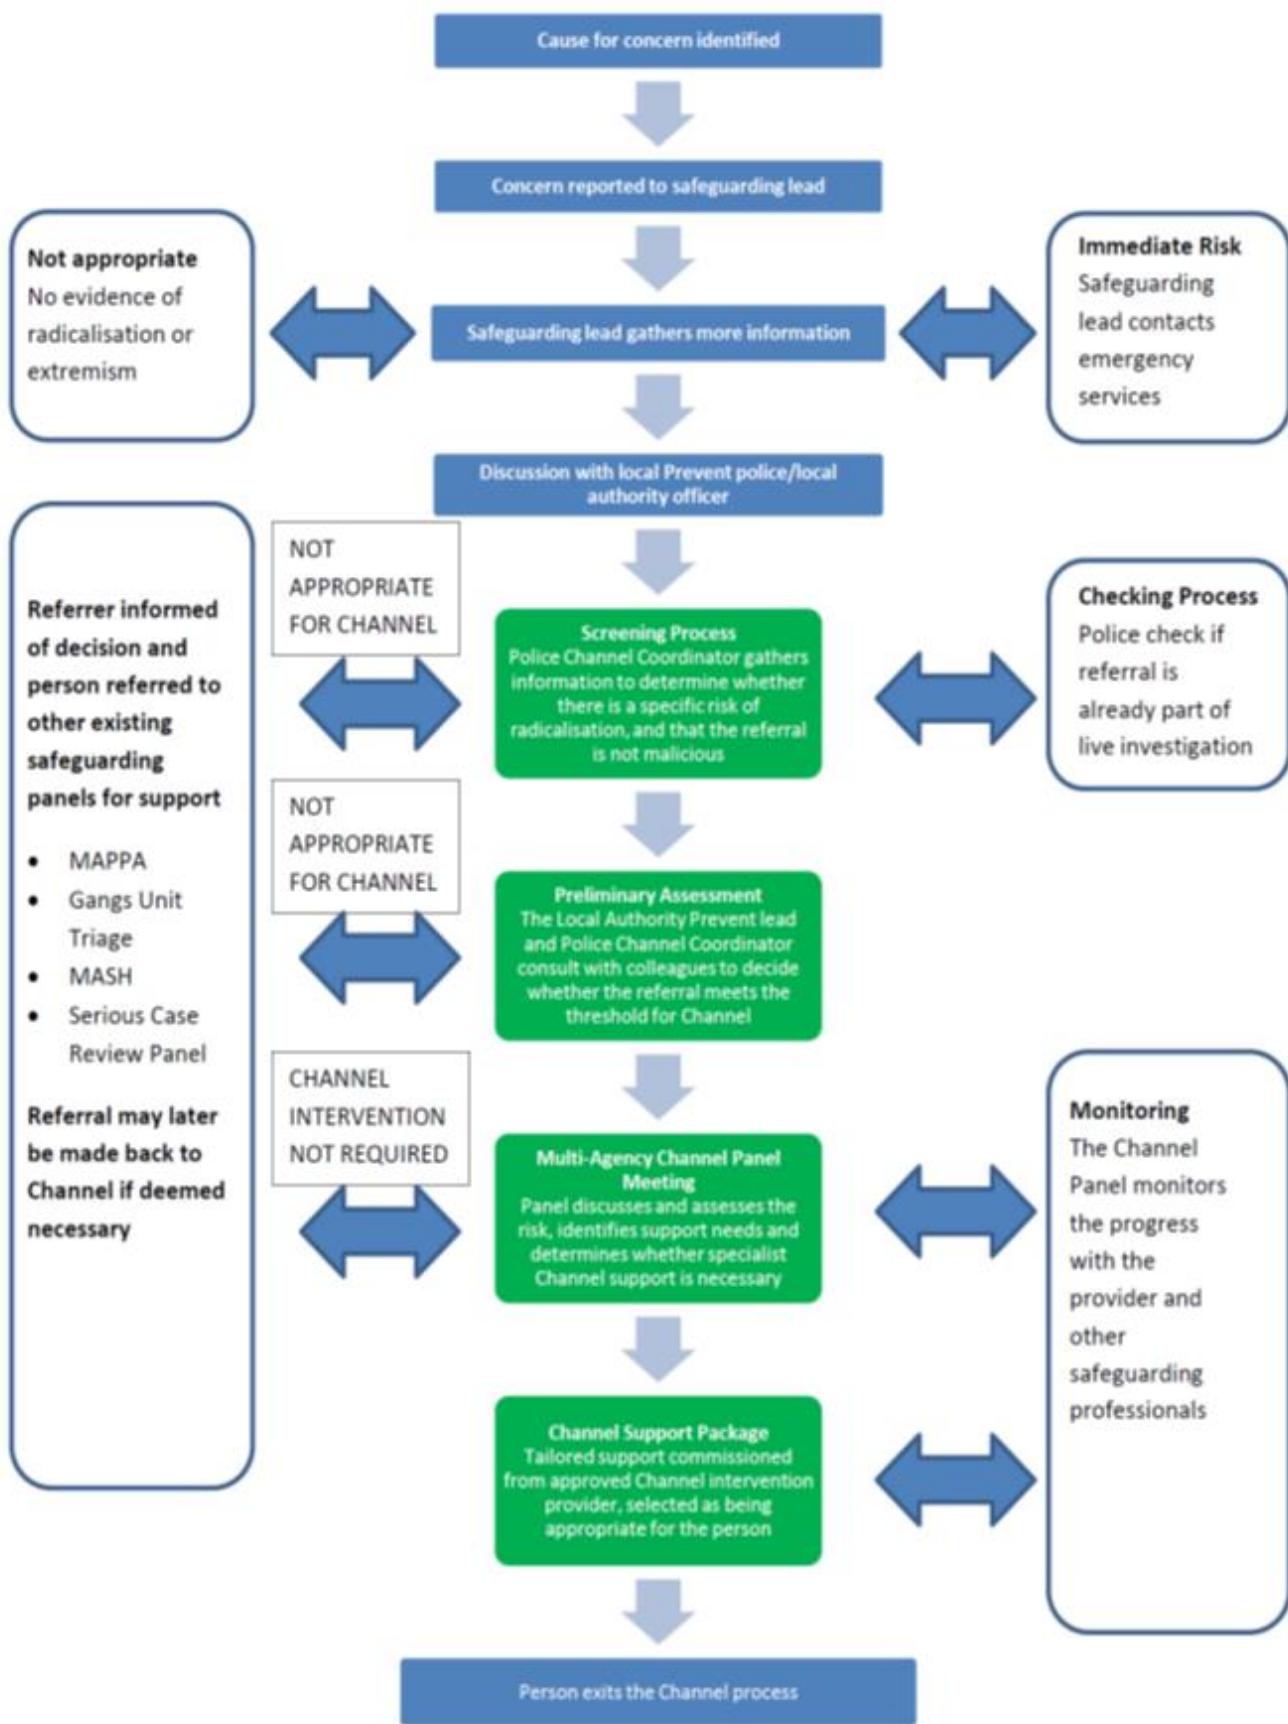 Cause for concern identified
Concern reported to safeguarding lead
Not appropriate
No evidence of
radicalisation or
extremism
Safeguarding lead gathers more information
Immediate Risk
Safeguarding
lead contacts
emergency
services
Discussion with local Prevent police/local
authority officer
Referrer informed
of decision and
person referred to
other existing
safeguarding
panels for support
• MAPPA
• Gangs Unit
Triage
• MASH
• Serious Case
Review Panel
Referral may later
be made back to
Channel if deemed
necessary
NOT
APPROPRIATE
FOR CHANNEL
Screening Process
Police Channel Coordinator gathers
information to determine whether
there is a specific risk of
radicalisation, and that the referral
is not malicious
Checking Process
Police check if
referral is
already part of
live investigation
NOT
APPROPRIATE
FOR CHANNEL
Preliminary Assessment
The Local Authority Prevent lead
and Police Channel Coordinator
consult with colleagues to decide
whether the referral meets the
threshold for Channel
CHANNEL
INTERVENTION
NOT REQUIRED
Multi-Agency Channel Panel
Meeting
Panel discusses and assesses the
risk, identifies support needs and
determines whether specialist
Channel support is necessary
Monitoring
The Channel
Panel monitors
the progress
with the
provider and
other
safeguarding
professionals
Channel Support Package
Tailored support commissioned
from approved Channel intervention
provider, selected as being
appropriate for the person
Person exits the Channel process